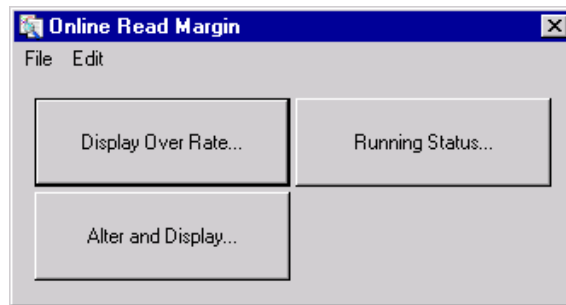 Online Read Margin
File Edit
Display Over Rate... Running Status...
Alter and Display...